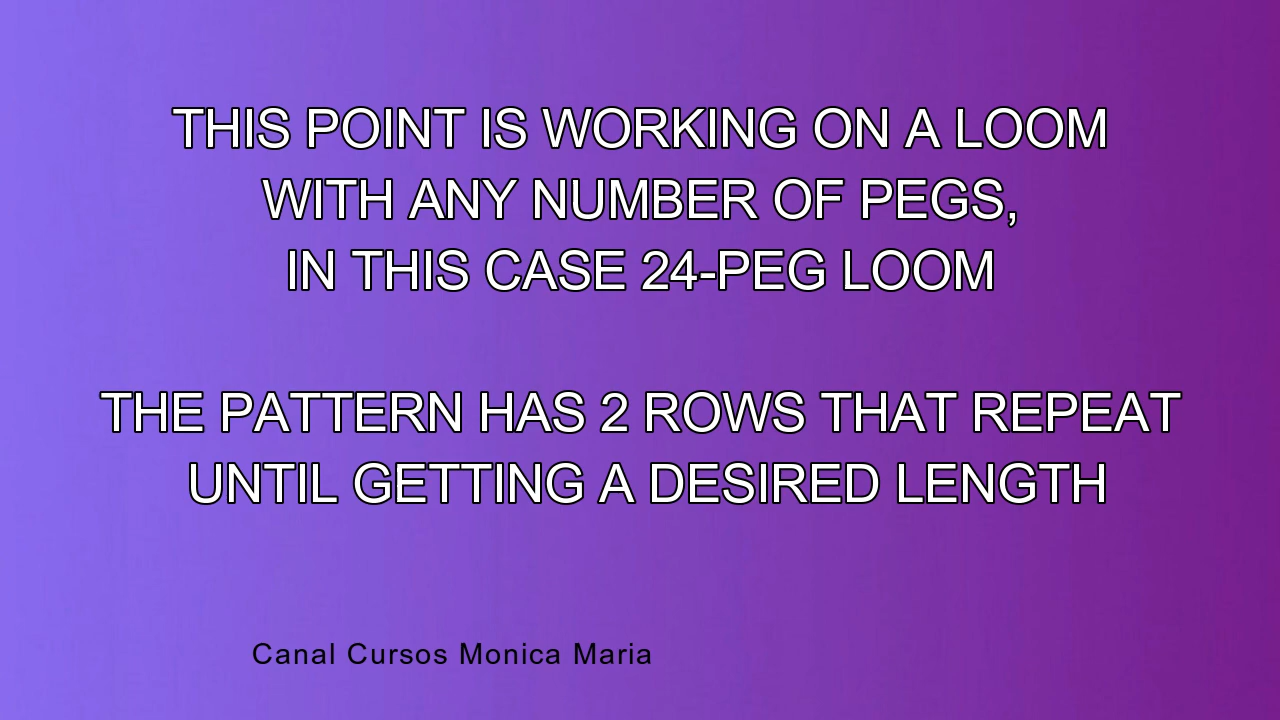 THIS POINT IS WORKING ON A LOOM
WITH ANY NUMBER OF PEGS,
IN THIS CASE 24-PEG LOOM
THE PATTERN HAS 2 ROWS THAT REPEAT
UNTIL GETTING A DESIRED LENGTH
Canal Cursos Monica Maria